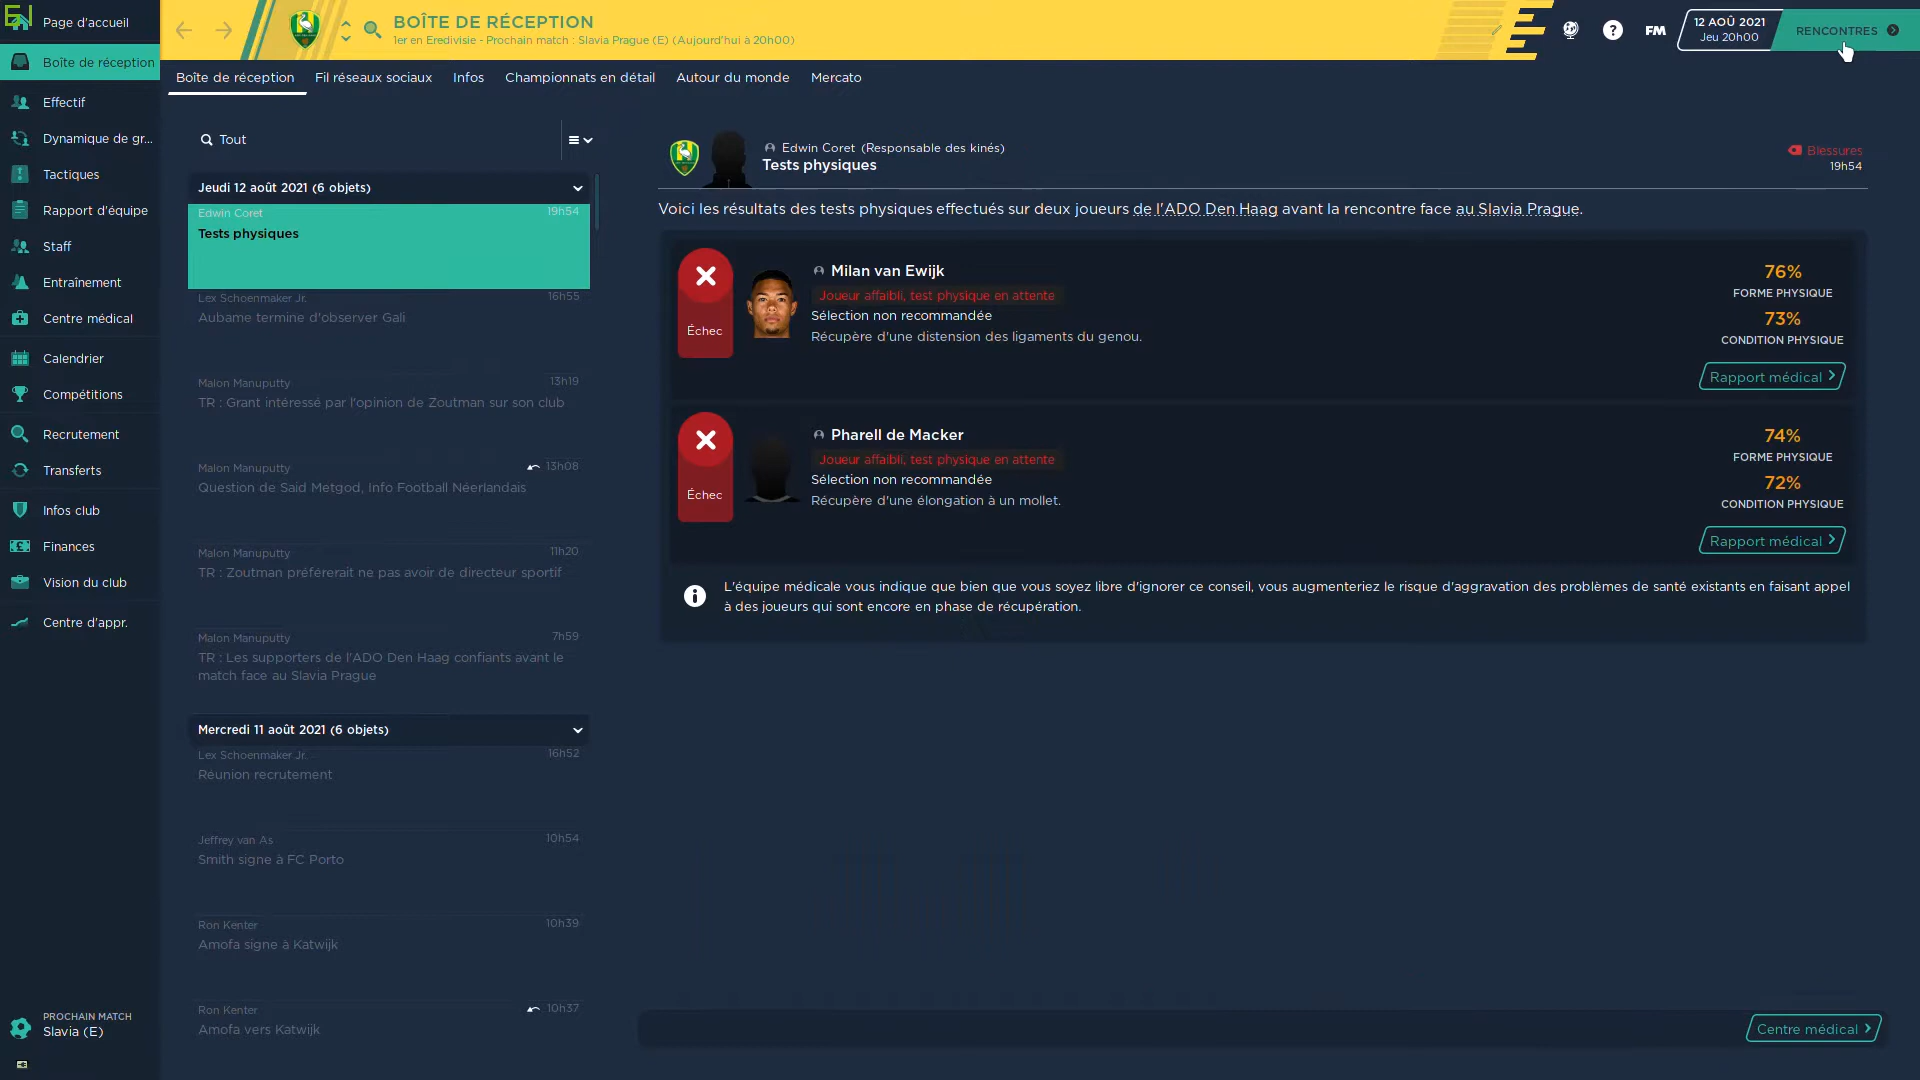 Page d'accueil
Boîte de réception
Effectif
Dynamique de gr...
Tactiques
Rapport d'équipe
Staff
Entraînement
Centre médical
Calendrier
Compétitions
Recrutement
Transferts
Infos club
Finances
Vision du club
Centre d'appr.
PROCHAIN MATCH
Slavia (E)
BOÎTE DE RÉCEPTION
1er en Eredivisie - Prochain match : Slavia Prague (E) (Aujourd'hui à 20h00)
FM
12 AOÛ 2021
Jeu 20h00
RENCONTRES
Boîte de réception Fil réseaux sociaux Infos Championnats en détail Autour du monde Mercato
Tout
Jeudi 12 août 2021 (6 objets)
Edwin Coret 19h54
Tests physiques
Lex Schoenmaker Jr. 16h55
Aubame termine d'observer Gali
Malon Manuputty 13h19
TR : Grant intéressé par l'opinion de Zoutman sur son club
Malon Manuputty 13h08
Question de Said Metgod, Info Football Néerlandais
Malon Manuputty 11h20
TR : Zoutman préférerait ne pas avoir de directeur sportif
Malon Manuputty 7h59
TR : Les supporters de l'ADO Den Haag confiants avant le
match face au Slavia Prague
Mercredi 11 août 2021 (6 objets)
Lex Schoenmaker Jr. 16h52
Réunion recrutement
Jeffrey van As 10h54
Smith signe à FC Porto
Ron Kenter 10h39
Amofa signe à Katwijk
Ron Kenter 10h37
Amofa vers Katwijk
Edwin Coret (Responsable des kinés)
Tests physiques
Blessures
19h54
Voici les résultats des tests physiques effectués sur deux joueurs de l'ADO Den Haag avant la rencontre face au Slavia Prague.
Échec
Milan van Ewijk
Joueur affaibli, test physique en attente
Sélection non recommandée
Récupère d'une distension des ligaments du genou.
76%
FORME PHYSIQUE
73%
CONDITION PHYSIQUE
Rapport médical
Échec
Pharell de Macker
Joueur affaibli, test physique en attente
Sélection non recommandée
Récupère d'une élongation à un mollet.
74%
FORME PHYSIQUE
72%
CONDITION PHYSIQUE
Rapport médical
L'équipe médicale vous indique que bien que vous soyez libre d'ignorer ce conseil, vous augmenteriez le risque d'aggravation des problèmes de santé existants en faisant appel
à des joueurs qui sont encore en phase de récupération.
Centre médical